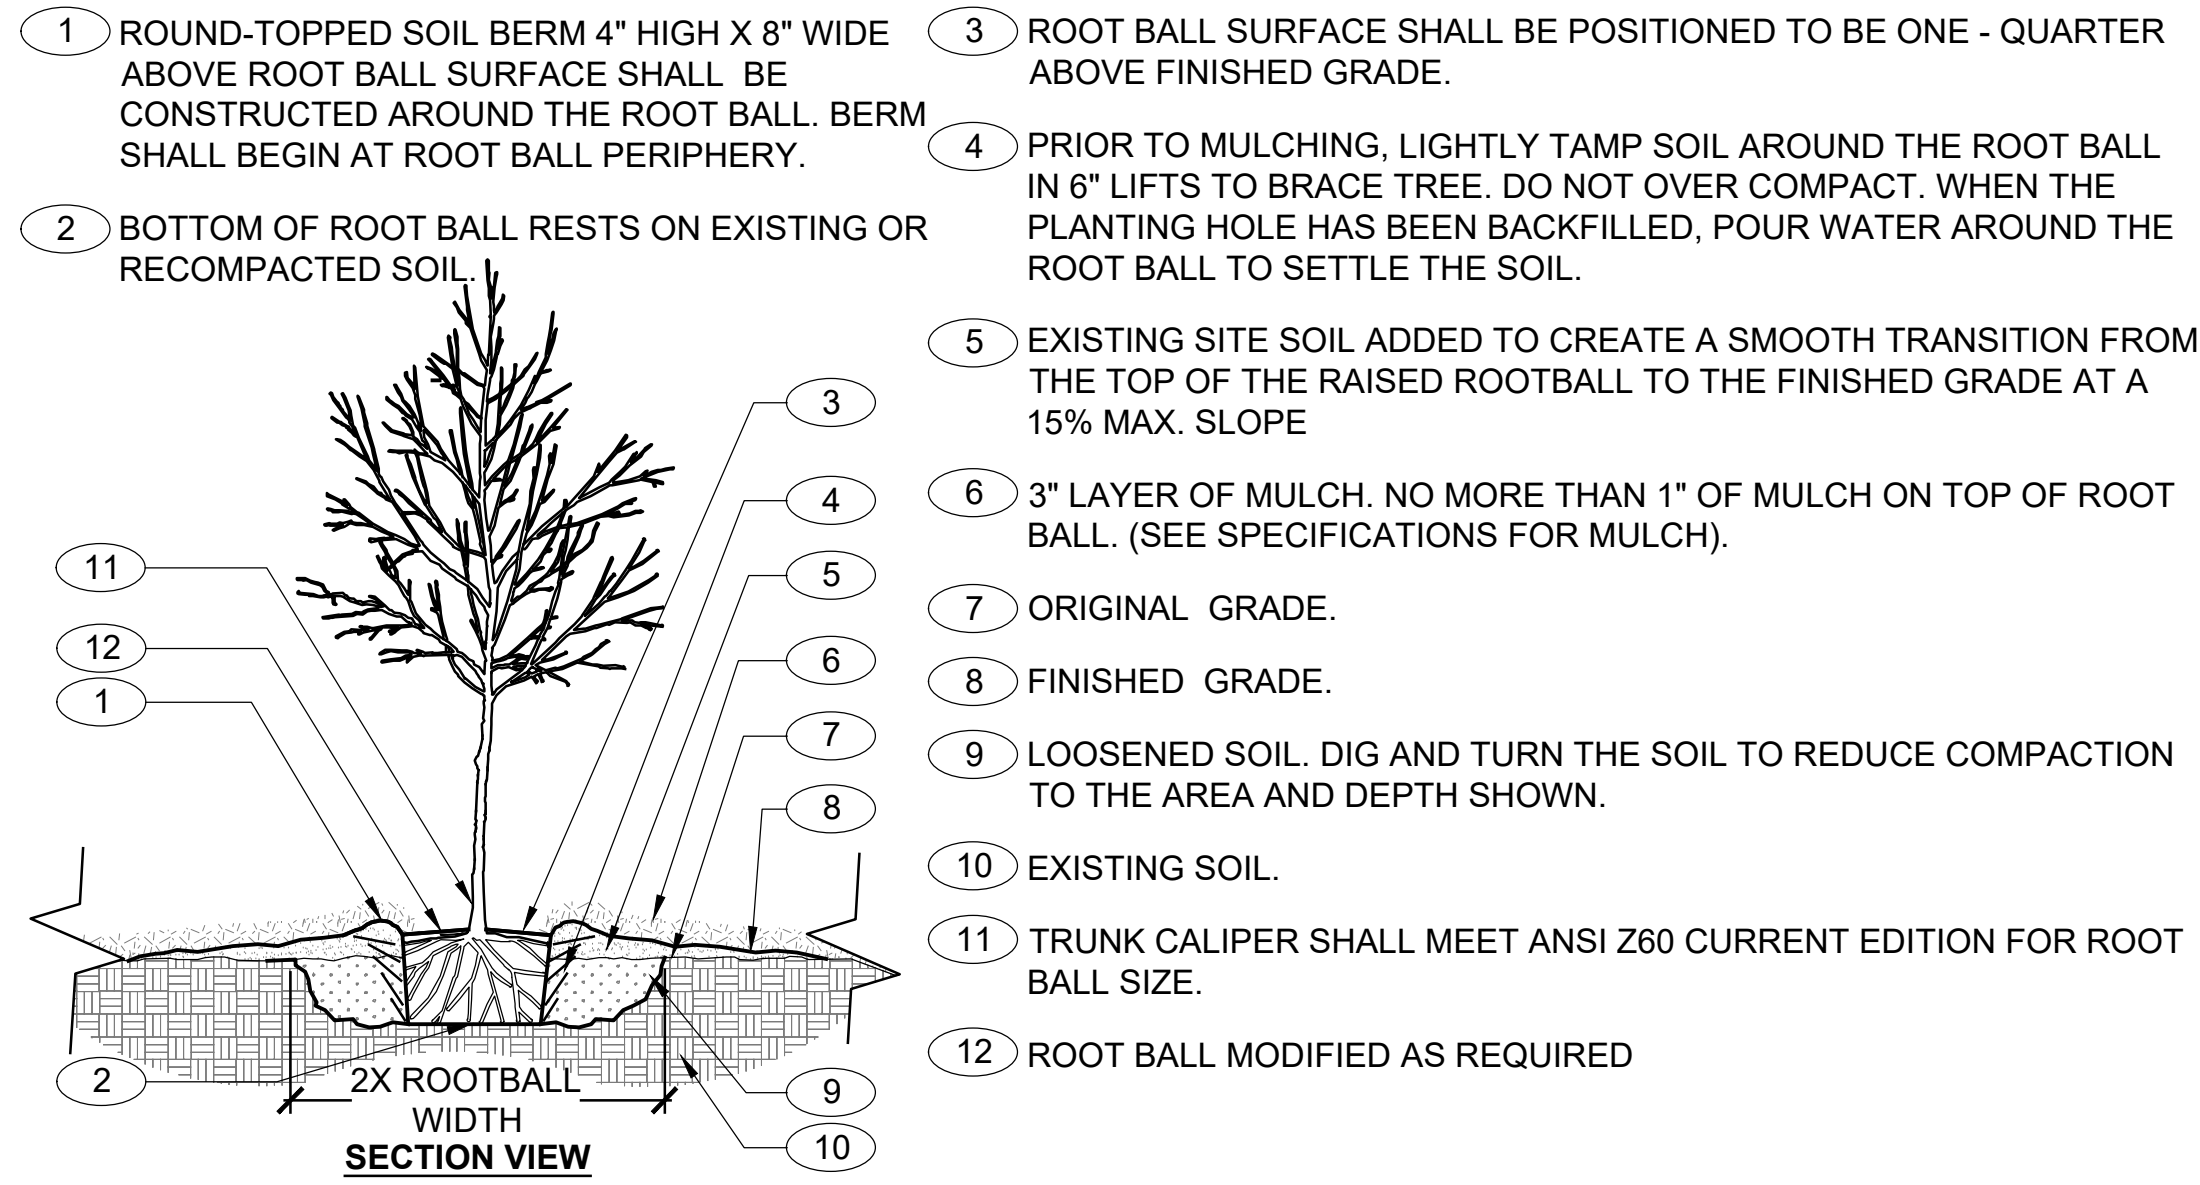 1 ROUND-TOPPED SOIL BERM 4" HIGH X 8" WIDE
ABOVE ROOT BALL SURFACE SHALL BE
CONSTRUCTED AROUND THE ROOT BALL. BERM
SHALL BEGIN AT ROOT BALL PERIPHERY.
2 BOTTOM OF ROOT BALL RESTS ON EXISTING OR
RECOMPACTED SOIL.
3 ROOT BALL SURFACE SHALL BE POSITIONED TO BE ONE - QUARTER
ABOVE FINISHED GRADE.
4 PRIOR TO MULCHING, LIGHTLY TAMP SOIL AROUND THE ROOT BALL
IN 6" LIFTS TO BRACE TREE. DO NOT OVER COMPACT. WHEN THE
PLANTING HOLE HAS BEEN BACKFILLED, POUR WATER AROUND THE
ROOT BALL TO SETTLE THE SOIL.
5 EXISTING SITE SOIL ADDED TO CREATE A SMOOTH TRANSITION FROM
THE TOP OF THE RAISED ROOTBALL TO THE FINISHED GRADE AT A
15% MAX. SLOPE
6 3" LAYER OF MULCH. NO MORE THAN 1" OF MULCH ON TOP OF ROOT
BALL. (SEE SPECIFICATIONS FOR MULCH).
7 ORIGINAL GRADE.
8 FINISHED GRADE.
9 LOOSENED SOIL. DIG AND TURN THE SOIL TO REDUCE COMPACTION
TO THE AREA AND DEPTH SHOWN.
10 EXISTING SOIL.
11 TRUNK CALIPER SHALL MEET ANSI Z60 CURRENT EDITION FOR ROOT
BALL SIZE.
12 ROOT BALL MODIFIED AS REQUIRED
11
12
1
2
3
4
5
6
7
8
9
10
2X ROOTBALL
WIDTH
SECTION VIEW